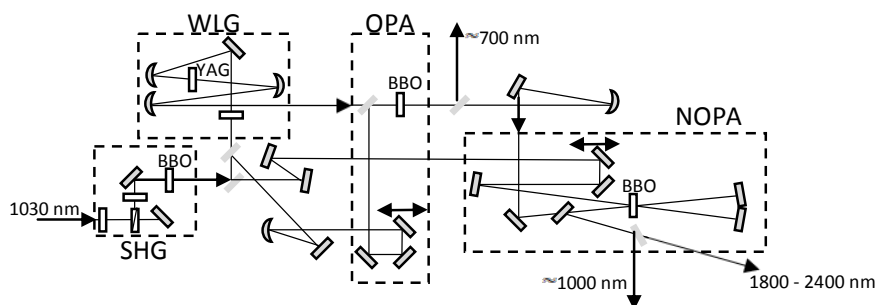 WLG
OPA
≈700 nm
YAG
BBO
NOPA
BBO
BBO
1030 nm
SHG
≈1000 nm
1800 - 2400 nm